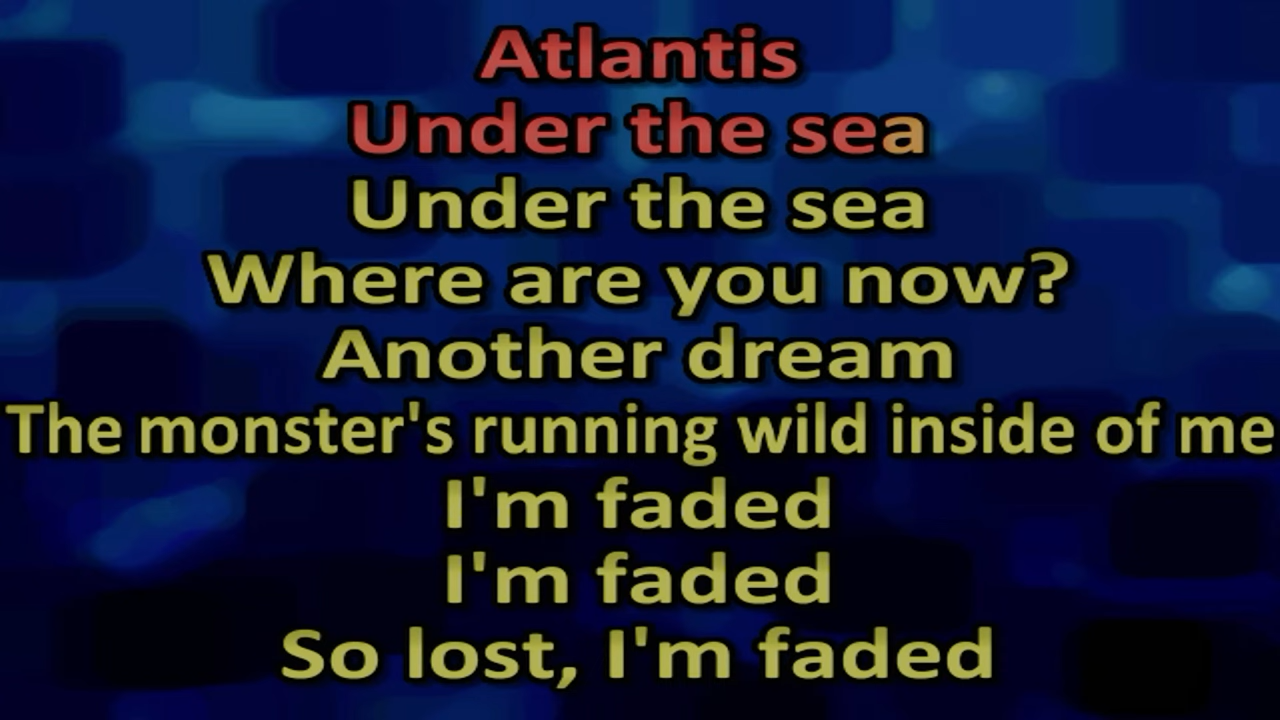 Atlantis
Under the sea
Under the sea
Where are you now?
Another dream
The monster's running wild inside of me
I'm faded
I'm faded
So lost, I'm faded